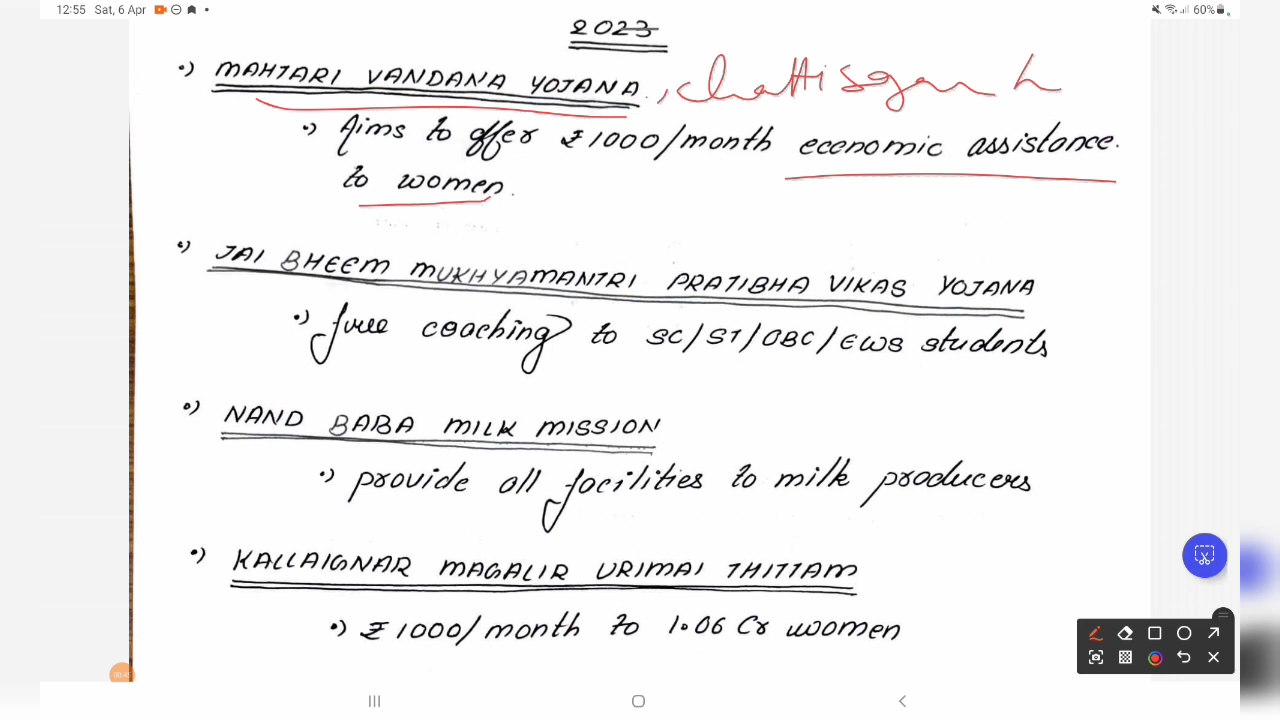 12:55 Sat, 6 Apr
60%
2023
MAHTARI VANDANA YOJANA, chattisgarh
Aims to offer ₹1000/month economic assistance.
to women.
JAI BHEEM MUKHYAMANTRI PRATIBHA VIKAS YOJANA
free coaching to SC/ST/OBC/EWS students
NAND BABA MILK MISSION
provide all facilities to milk producers
KALLAIGNAR MAGALIR URIMAI THITTAM
₹1000/month to 1.06 Cr women